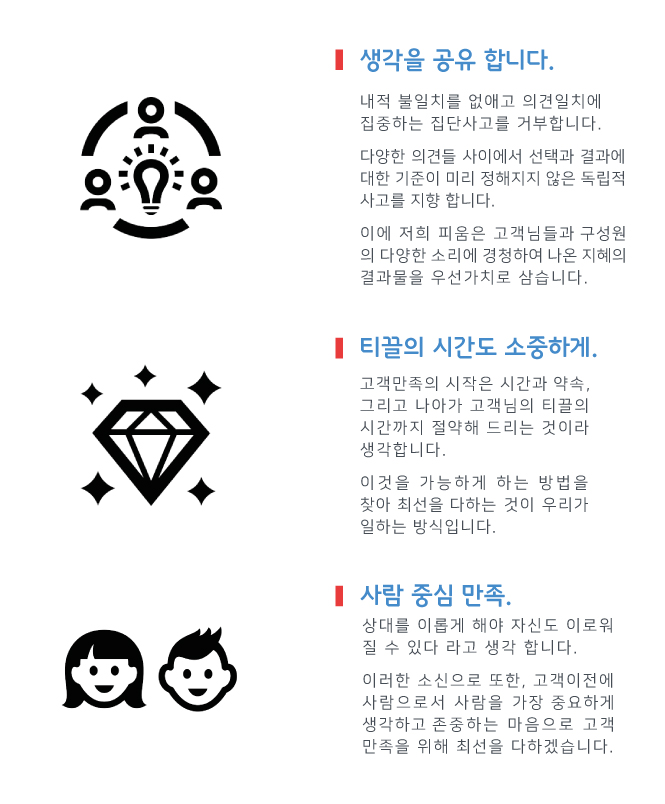 생각을 공유 합니다.
내적 불일치를 없애고 의견일치에
집중하는 집단사고를 거부합니다.
다양한 의견들 사이에서 선택과 결과에
대한 기준이 미리 정해지지 않은 독립적
사고를 지향 합니다.
이에 저희 피움은 고객님들과 구성원
의 다양한 소리에 경청하여 나온 지혜의
결과물을 우선가치로 삼습니다.
티끌의 시간도 소중하게.
고객만족의 시작은 시간과 약속,
그리고 나아가 고객님의 티끌의
시간까지 절약해 드리는 것이라
생각합니다.
이것을 가능하게 하는 방법을
찾아 최선을 다하는 것이 우리가
일하는 방식입니다.
사람 중심 만족.
상대를 이롭게 해야 자신도 이로워
질 수 있다 라고 생각 합니다.
이러한 소신으로 또한, 고객이전에
사람으로서 사람을 가장 중요하게
생각하고 존중하는 마음으로 고객
만족을 위해 최선을 다하겠습니다.